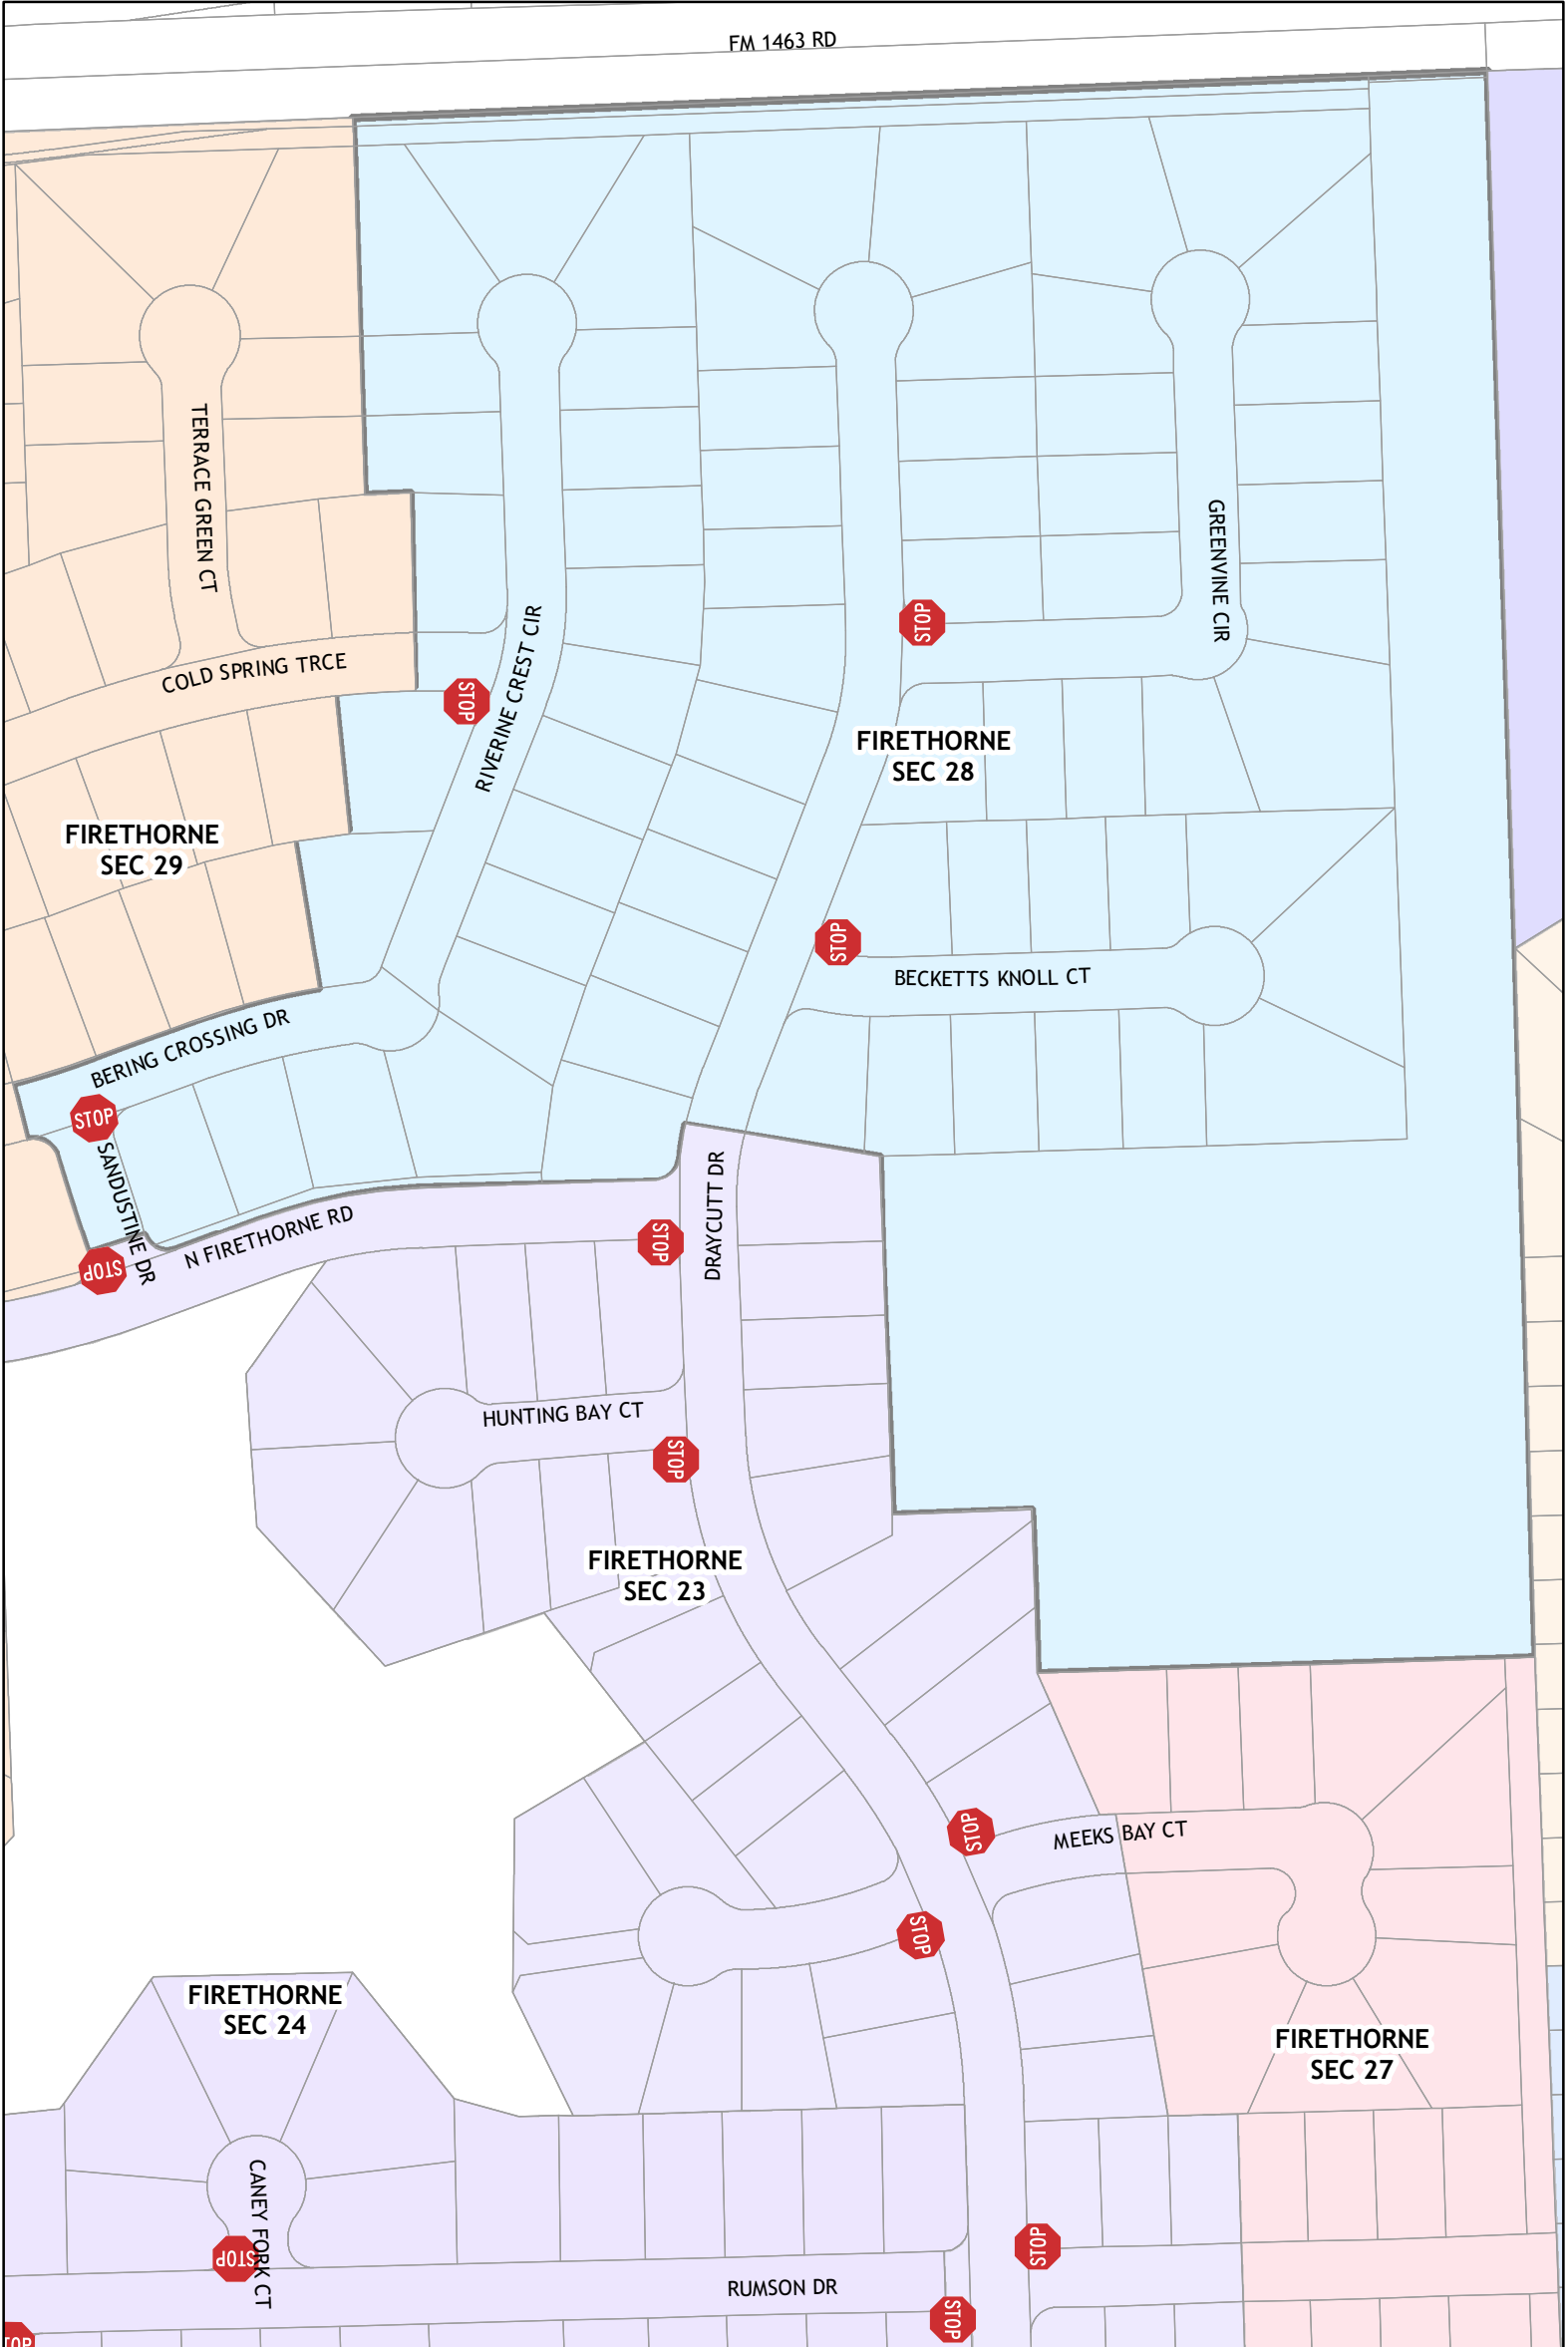 FM 1463 RD
TERRACE GREEN CT
GREENVINE CIR
STOP
RIVERINE CREST CIR
COLD SPRING TRCE
STOP
FIRETHORNE
SEC 28
FIRETHORNE
SEC 29
STOP
BECKETTS KNOLL CT
BERING CROSSING DR
STOP
SANDUSTINE DR
DRAYCUTT DR
N FIRETHORNE RD
STOP
STOP
HUNTING BAY CT
STOP
FIRETHORNE
SEC 23
STOP
MEEKS BAY CT
STOP
FIRETHORNE
SEC 24
FIRETHORNE
SEC 27
CANEY FORK CT
STOP
STOP
RUMSON DR
STOP
TOP